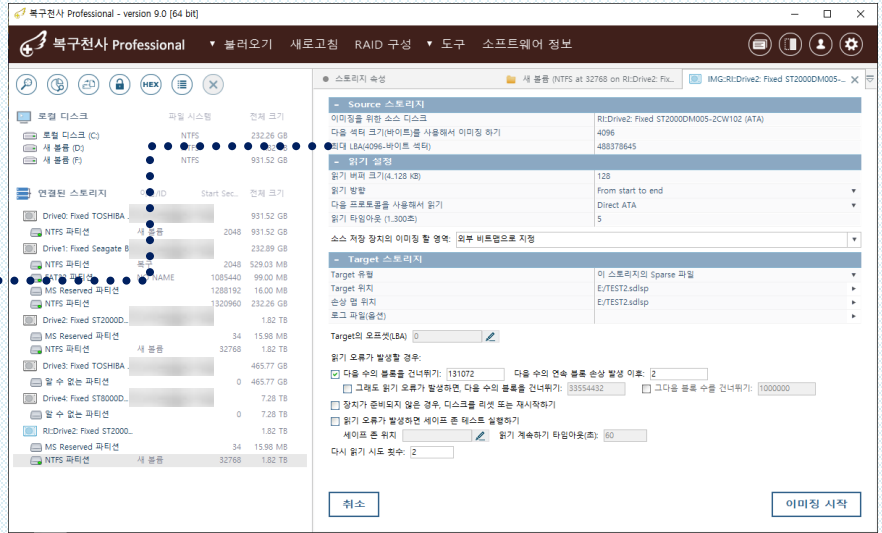 복구천사 Professional - version 9.0 [64 bit]
복구천사 Professional ▼ 불러오기 새로고침 RAID 구성 ▼ 도구 소프트웨어 정보
HEX
스토리지 속성 새 볼륨 (NTFS at 32768 on RI:Drive2: Fix... IMG:RI:Drive2: Fixed ST2000DM005-...
로컬 디스크 파일 시스템 전체 크기
로컬 디스크 (C:) NTFS 232.26 GB
새 볼륨 (D:)
새 볼륨 (F:) NTFS 931.52 GB
연결된 스토리지 /ID Start Sec... 전체 크기
Drive0: Fixed TOSHIBA 931.52 GB
NTFS 파티션 새 볼륨 2048 931.52 GB
Drive1: Fixed Seagate B 232.89 GB
NTFS 파티션 복구 2048 529.03 MB
FAT32 파티션 NAME 1085440 99.00 MB
MS Reserved 파티션 1288192 16.00 MB
NTFS 파티션 1320960 232.26 GB
Drive2: Fixed ST2000D... 1.82 TB
MS Reserved 파티션 34 15.98 MB
NTFS 파티션 새 볼륨 32768 1.82 TB
Drive3: Fixed TOSHIBA 465.77 GB
알 수 없는 파티션 0 465.77 GB
Drive4: Fixed ST8000D... 7.28 TB
알 수 없는 파티션 0 7.28 TB
RI:Drive2: Fixed ST2000... 1.82 TB
MS Reserved 파티션 34 15.98 MB
NTFS 파티션 새 볼륨 32768 1.82 TB
– Source 스토리지
이미징을 위한 소스 디스크 RI:Drive2: Fixed ST2000DM005-2CW102 (ATA)
다음 섹터 크기(바이트)를 사용해서 이미징 하기 4096
최대 LBA(4096-바이트 섹터) 488378645
– 읽기 설정
읽기 버퍼 크기(4.128 KB) 128
읽기 방향 From start to end
다음 프로토콜을 사용해서 읽기 Direct ATA
읽기 타임아웃 (1.300초) 5
소스 저장 장치의 이미징 할 영역: 외부 비트맵으로 지정
– Target 스토리지
Target 유형 이 스토리지의 Sparse 파일
Target 위치 E:/TEST2.sdlsp
손상 맵 위치 E:/TEST2.sdlsp
로그 파일(옵션)
Target의 오프셋(LBA) 0
읽기 오류가 발생할 경우:
다음 수의 블록을 건너뛰기: 131072 다음 수의 연속 블록 손상 발생 이후: 2
그래도 읽기 오류가 발생하면, 다음 수의 블록을 건너뛰기: 33554432 그다음 블록 수를 건너뛰기: 1000000
장치가 준비되지 않은 경우, 디스크를 리셋 또는 재시작하기
읽기 오류가 발생하면 세이프 존 테스트 실행하기
세이프 존 위치 읽기 계속하기 타임아웃(초): 60
다시 읽기 시도 횟수: 2
취소 이미징 시작